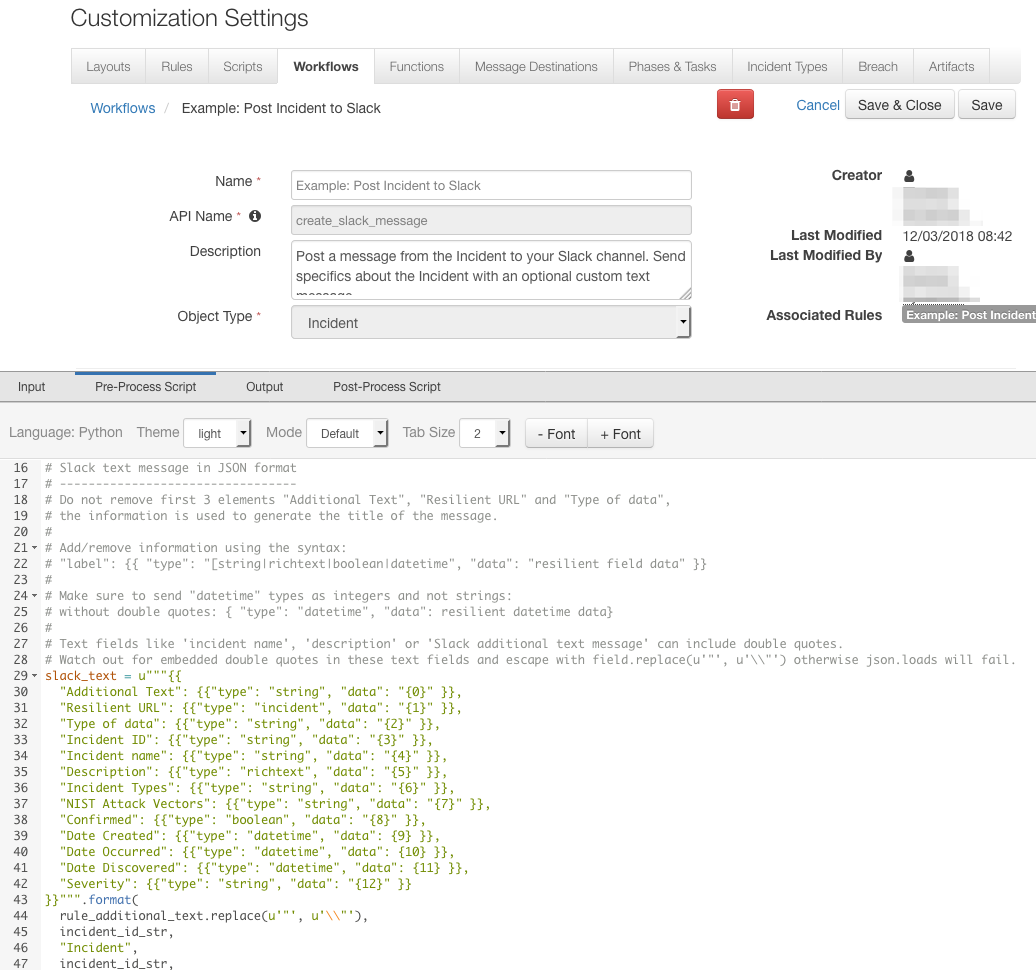 Customization Settings
Layouts Rules Scripts Workflows Functions Message Destinations Phases & Tasks Incident Types Breach Artifacts
Workflows / Example: Post Incident to Slack Cancel Save & Close Save
Name * Example: Post Incident to Slack
API Name * create_slack_message
Description Post a message from the Incident to your Slack channel. Send
specifics about the Incident with an optional custom text
Object Type * Incident
Creator
Last Modified 12/03/2018 08:42
Last Modified By
Associated Rules Example: Post Incident
Input Pre-Process Script Output Post-Process Script
Language: Python Theme light Mode Default Tab Size 2 - Font + Font
16 # Slack text message in JSON format
17 # ---------------------------------
18 # Do not remove first 3 elements "Additional Text", "Resilient URL" and "Type of data",
19 # the information is used to generate the title of the message.
20 #
21 # Add/remove information using the syntax:
22 # "label": {{ "type": "[string|richtext|boolean|datetime", "data": "resilient field data" }}
23 #
24 # Make sure to send "datetime" types as integers and not strings:
25 # without double quotes: { "type": "datetime", "data": resilient datetime data}
26 #
27 # Text fields like 'incident name', 'description' or 'Slack additional text message' can include double quotes.
28 # Watch out for embedded double quotes in these text fields and escape with field.replace(u'"', u'\\"') otherwise json.loads will fail.
29 slack_text = u"""{{
30 "Additional Text": {{"type": "string", "data": "{0}" }},
31 "Resilient URL": {{"type": "incident", "data": "{1}" }},
32 "Type of data": {{"type": "string", "data": "{2}" }},
33 "Incident ID": {{"type": "string", "data": "{3}" }},
34 "Incident name": {{"type": "string", "data": "{4}" }},
35 "Description": {{"type": "richtext", "data": "{5}" }},
36 "Incident Types": {{"type": "string", "data": "{6}" }},
37 "NIST Attack Vectors": {{"type": "string", "data": "{7}" }},
38 "Confirmed": {{"type": "boolean", "data": "{8}" }},
39 "Date Created": {{"type": "datetime", "data": {9} }},
40 "Date Occurred": {{"type": "datetime", "data": {10} }},
41 "Date Discovered": {{"type": "datetime", "data": {11} }},
42 "Severity": {{"type": "string", "data": "{12}" }}
43 }}""".format(
44 rule_additional_text.replace(u'"', u'\\"'),
45 incident_id_str,
46 "Incident",
47 incident_id_str,